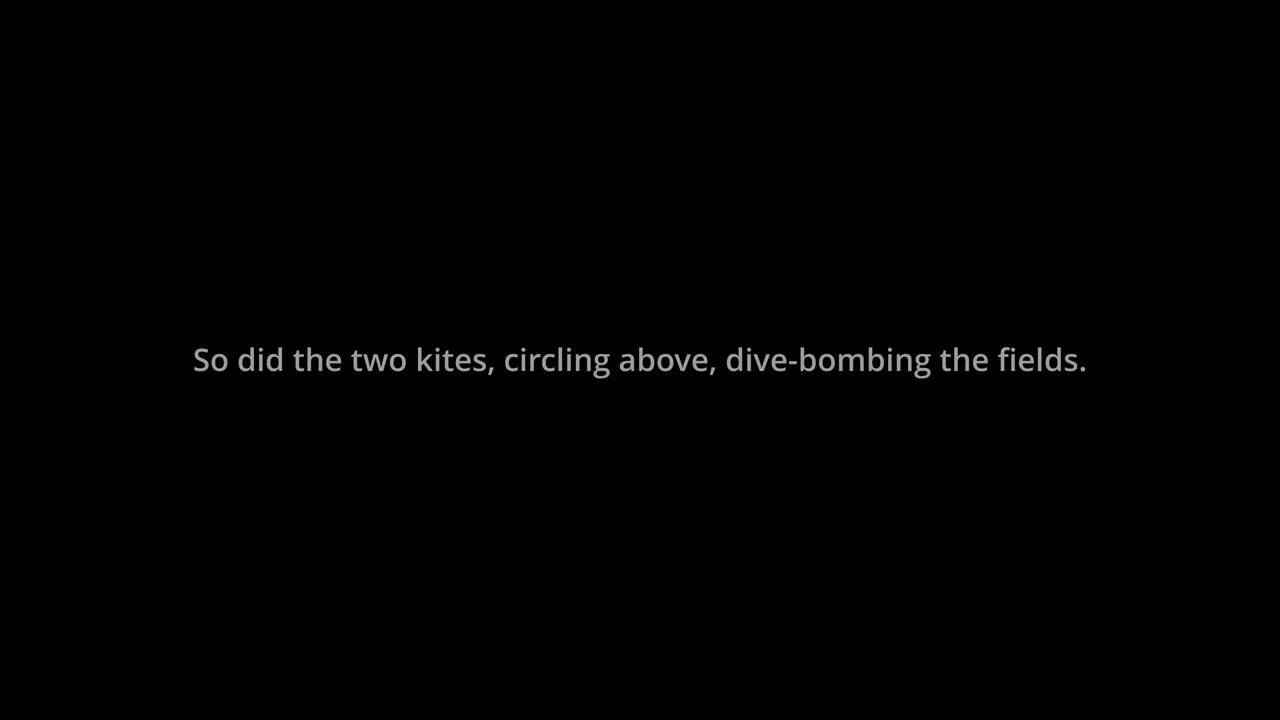 So did the two kites, circling above, dive-bombing the fields.